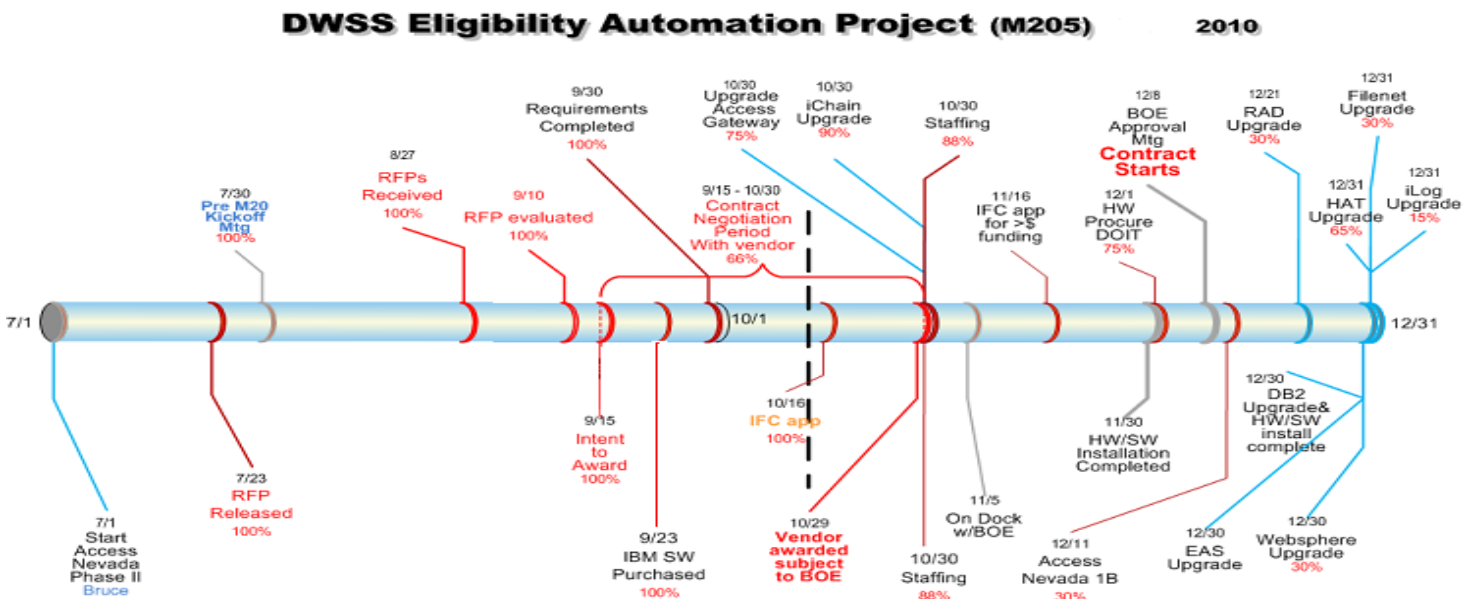 DWSS Eligibility Automation Project (M205) 2010
7/30
Pre M20
Kickoff
Mtg
100%
8/27
RFPs
Received
100%
9/10
RFP evaluated
100%
9/30
Requirements
Completed
100%
9/15 - 10/30
Contract
Negotiation
Period
With vendor
66%
10/30
Upgrade
Access
Gateway
75%
10/30
iChain
Upgrade
90%
10/30
Staffing
88%
11/16
IFC app
for >$
funding
12/1
HW
Procure
DOIT
75%
12/8
BOE
Approval
Mtg
Contract
Starts
12/21
RAD
Upgrade
30%
12/31
HAT
Upgrade
65%
12/31
Filenet
Upgrade
30%
12/31
iLog
Upgrade
15%
7/1
10/1
12/31
7/1
Start
Access
Nevada
Phase II
Bruce
7/23
RFP
Released
100%
9/15
Intent
to
Award
100%
9/23
IBM SW
Purchased
100%
10/16
IFC app
100%
10/29
Vendor
awarded
subject
to BOE
10/30
Staffing
88%
11/5
On Dock
w/BOE
11/30
HW/SW
Installation
Completed
12/11
Access
Nevada 1B
30%
12/30
EAS
Upgrade
12/30
DB2
Upgrade&
HW/SW
install
complete
12/30
Websphere
Upgrade
30%